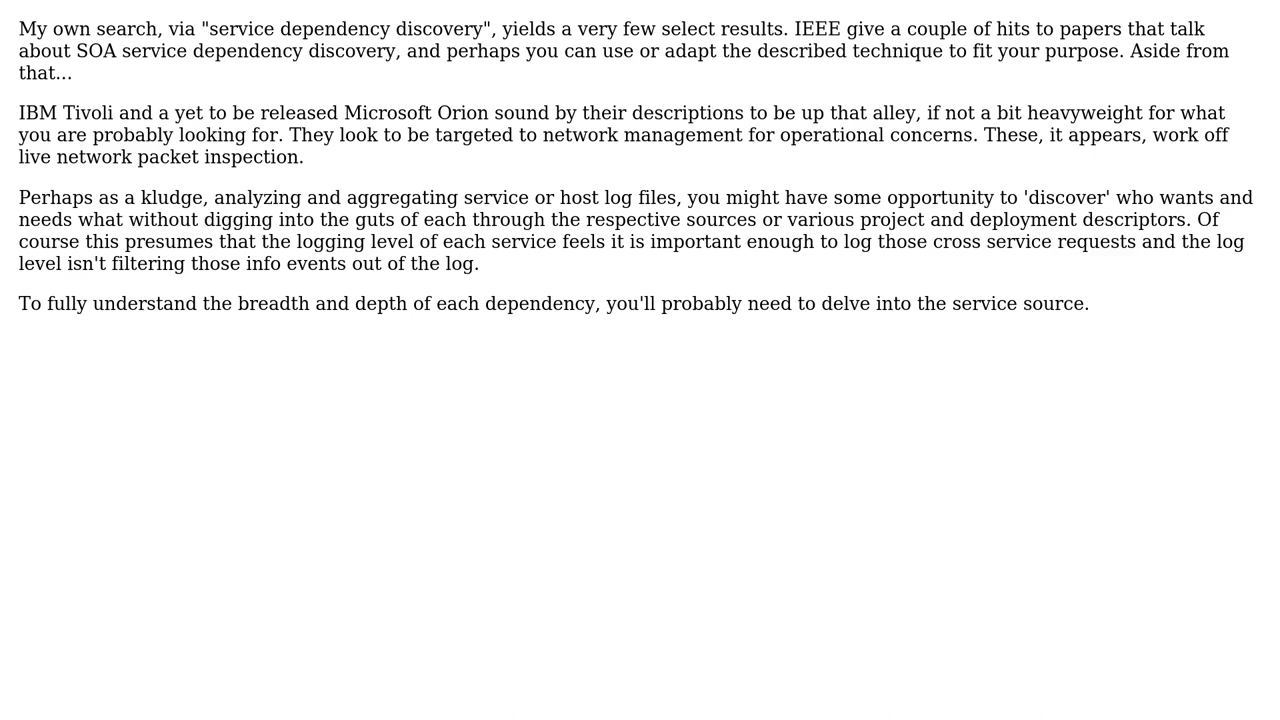 My own search, via "service dependency discovery", yields a very few select results. IEEE give a couple of hits to papers that talk
about SOA service dependency discovery, and perhaps you can use or adapt the described technique to fit your purpose. Aside from
that...
IBM Tivoli and a yet to be released Microsoft Orion sound by their descriptions to be up that alley, if not a bit heavyweight for what
you are probably looking for. They look to be targeted to network management for operational concerns. These, it appears, work off
live network packet inspection.
Perhaps as a kludge, analyzing and aggregating service or host log files, you might have some opportunity to 'discover' who wants and
needs what without digging into the guts of each through the respective sources or various project and deployment descriptors. Of
course this presumes that the logging level of each service feels it is important enough to log those cross service requests and the log
level isn't filtering those info events out of the log.
To fully understand the breadth and depth of each dependency, you'll probably need to delve into the service source.